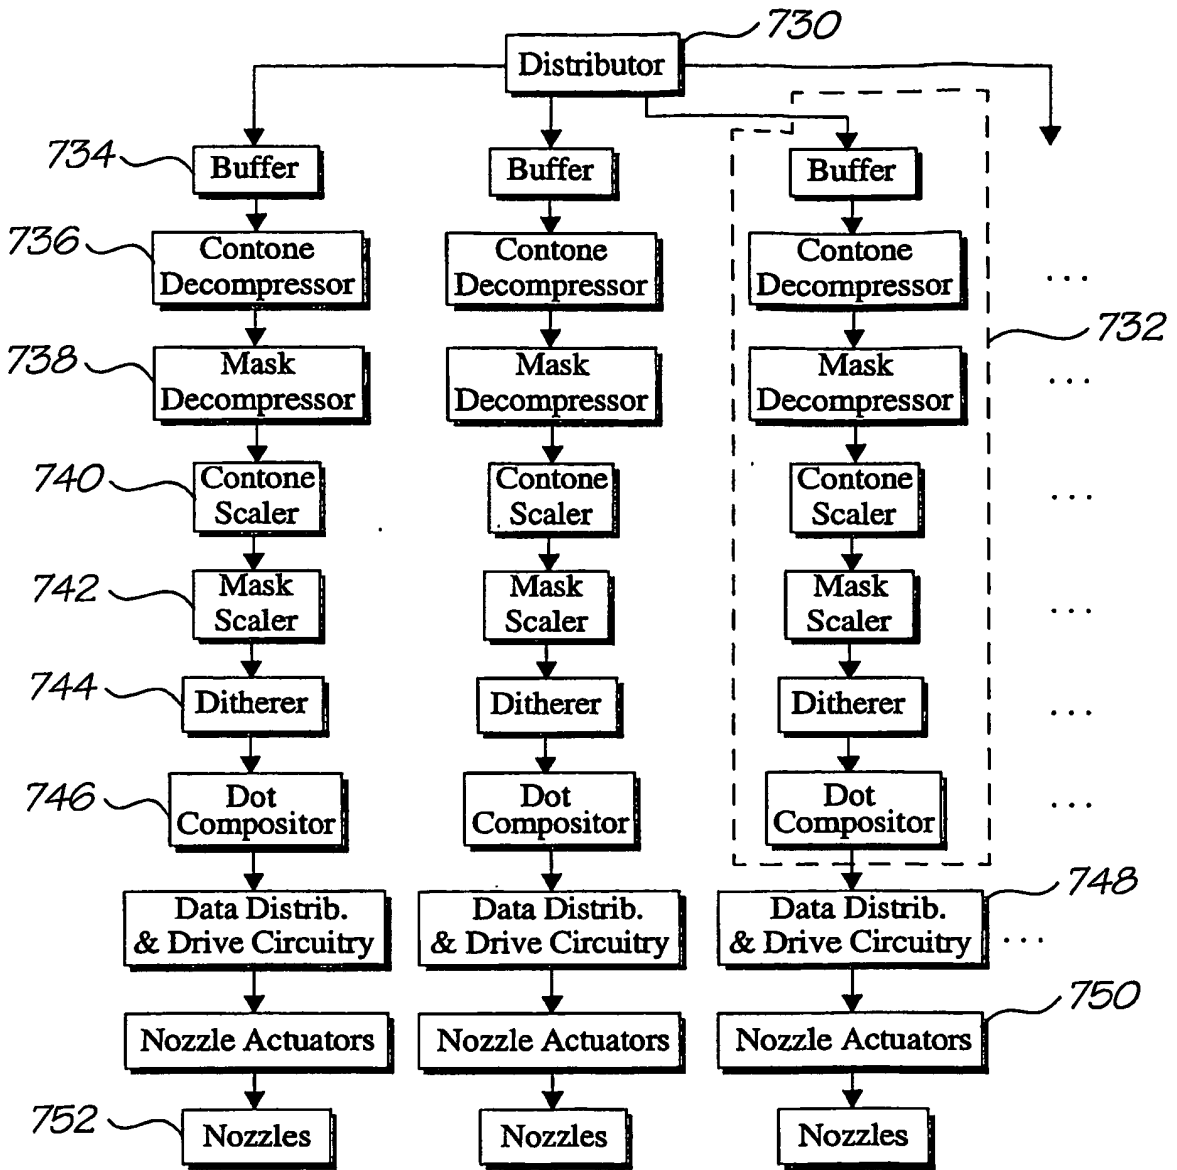 730
Distributor
734
Buffer
Buffer
Buffer
736
Contone
Decompressor
Contone
Decompressor
Contone
Decompressor
...
732
738
Mask
Decompressor
Mask
Decompressor
Mask
Decompressor
...
740
Contone
Scaler
Contone
Scaler
Contone
Scaler
...
742
Mask
Scaler
Mask
Scaler
Mask
Scaler
...
744
Ditherer
Ditherer
Ditherer
...
746
Dot
Compositor
Dot
Compositor
Dot
Compositor
...
748
Data Distrib.
& Drive Circuitry
Data Distrib.
& Drive Circuitry
Data Distrib.
& Drive Circuitry
...
750
Nozzle Actuators
Nozzle Actuators
Nozzle Actuators
752
Nozzles
Nozzles
Nozzles